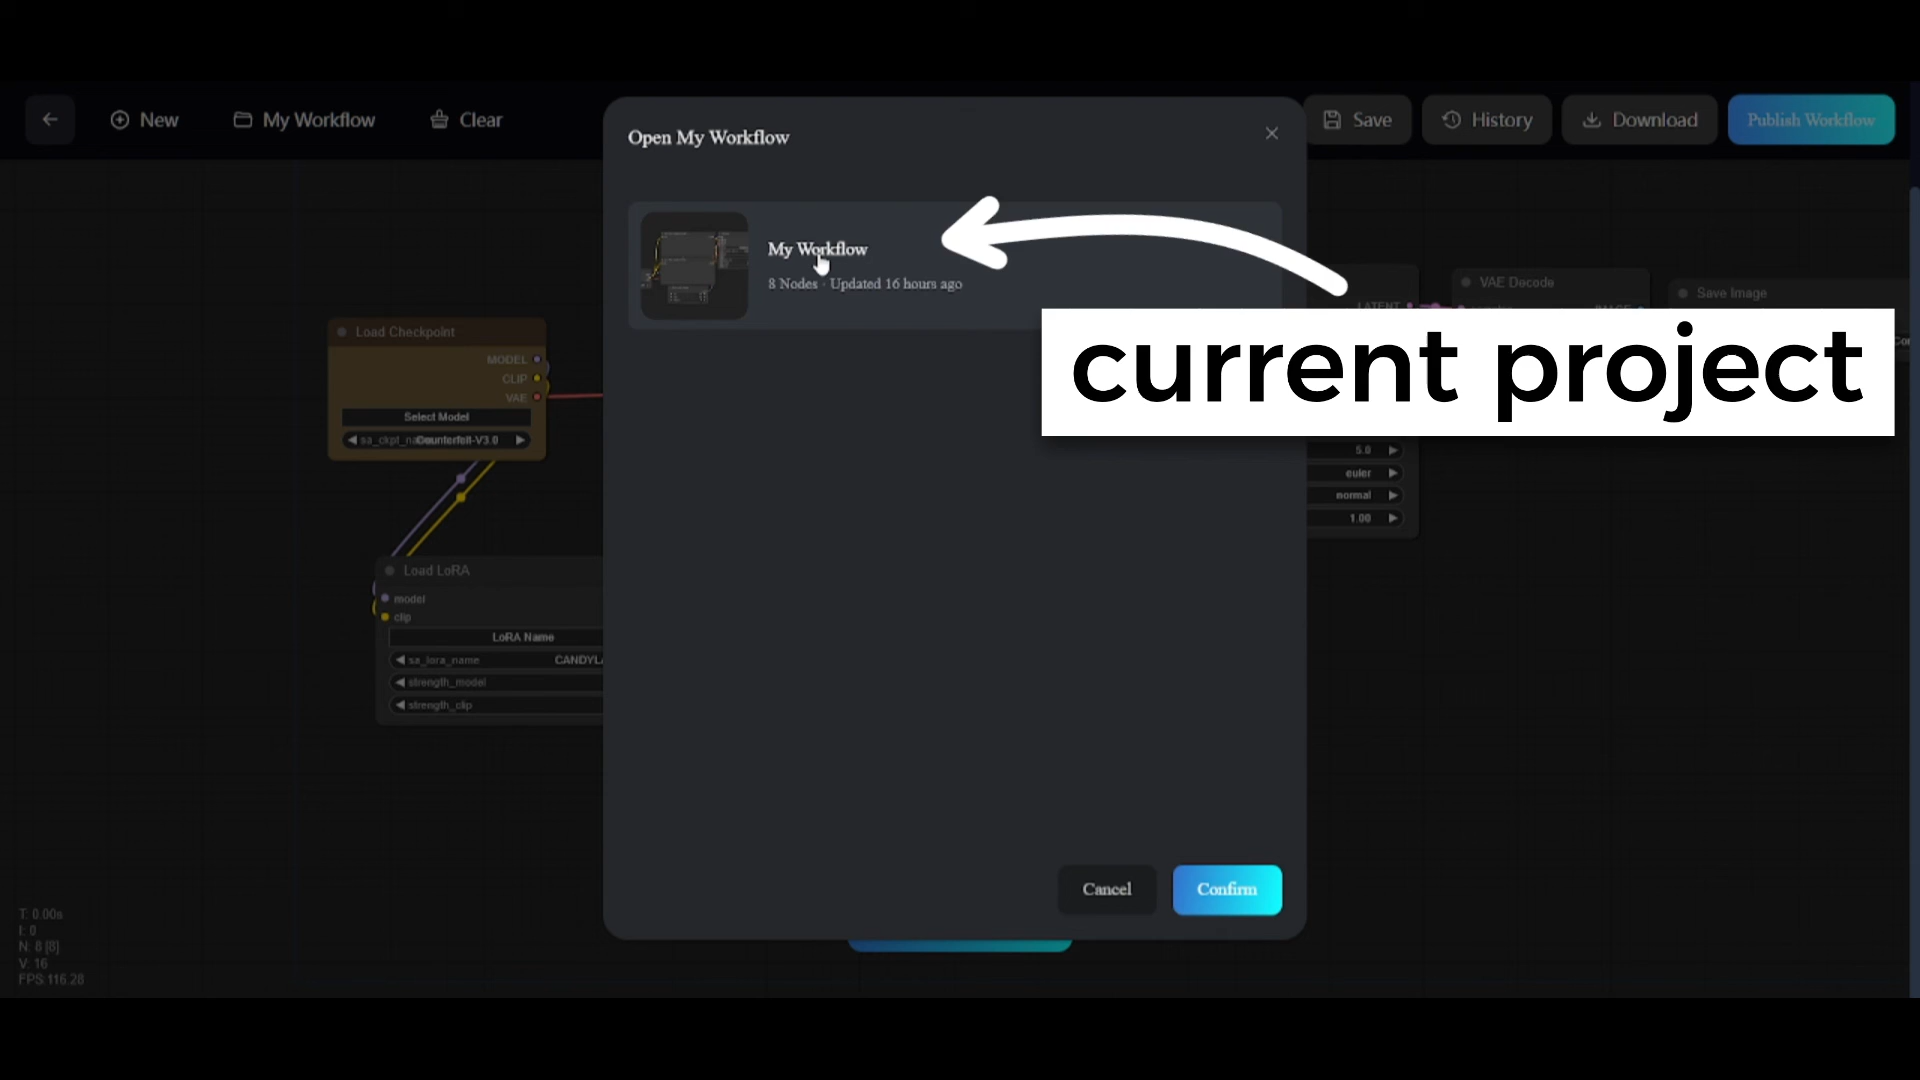 New
My Workflow
Clear
Open My Workflow
Save
History
Download
Publish Workflow
My Workflow
8 Nodes · Updated 16 hours ago
current project
LATENT
VAE Decode
Save Image
Load Checkpoint
MODEL
CLIP
VAE
Select Model
Counterfeit-V3.0
5.0
euler
normal
1.00
Load LoRA
model
clip
LoRA Name
sa_lora_name
strength_model
strength_clip
Cancel
Confirm
T: 0.00s
I: 0
N: 8 [8]
V: 16
FPS:116.28